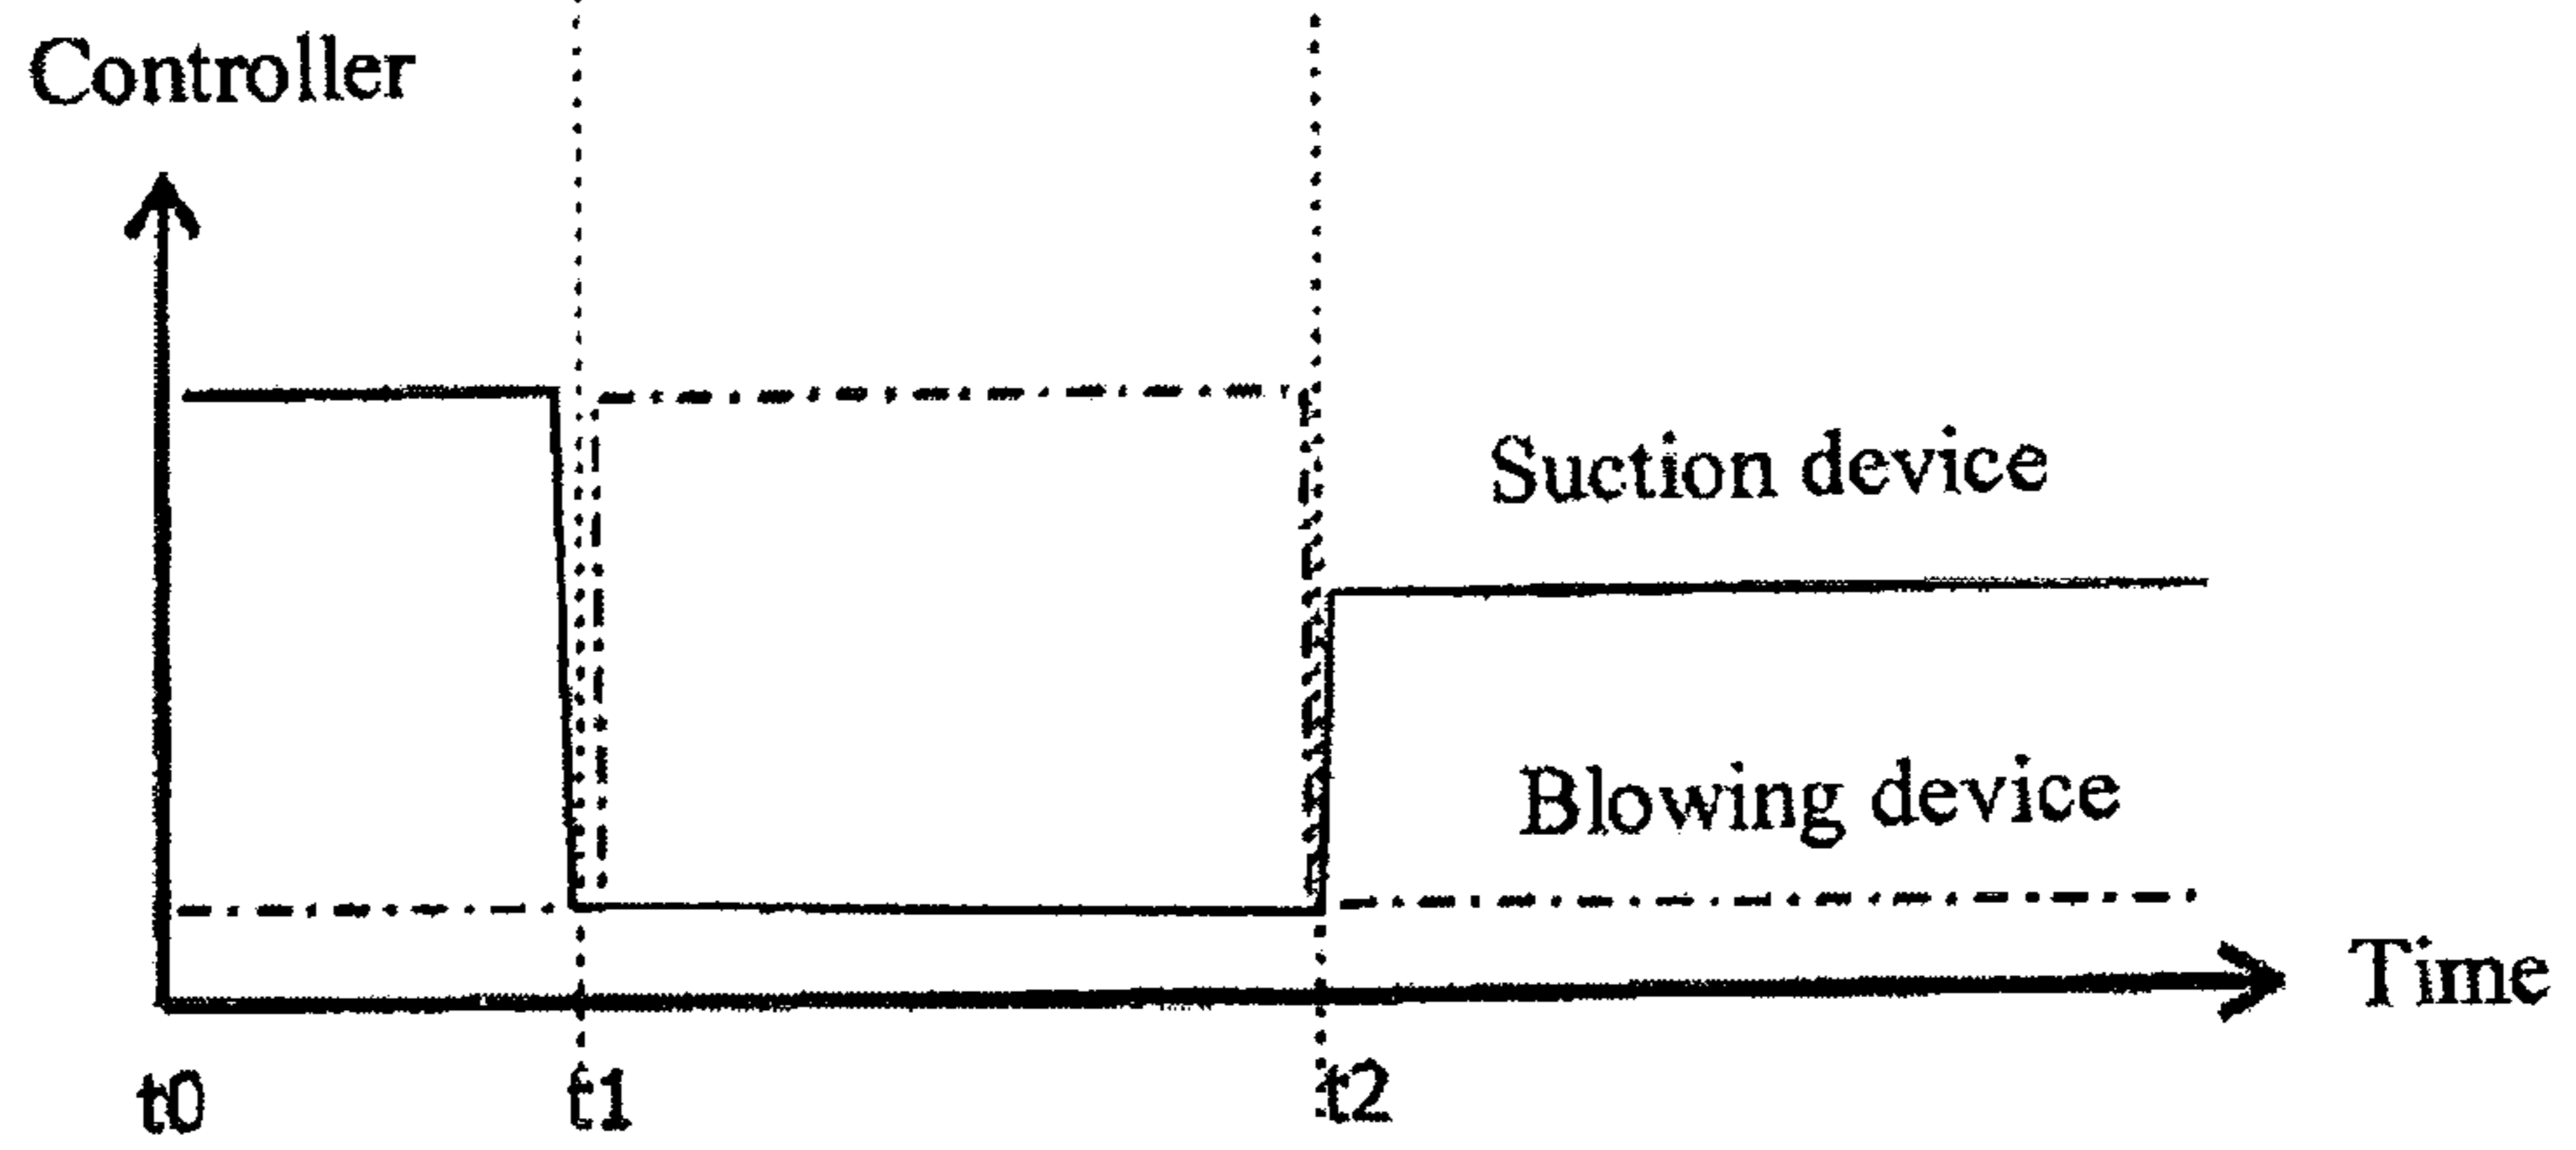 Controller
Suction device
Blowing device
Time
t0 t1 t2